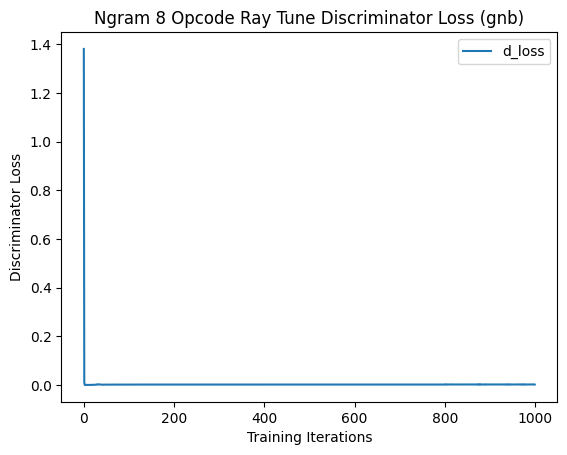 Ngram 8 Opcode Ray Tune Discriminator Loss (gnb)
d_loss
Discriminator Loss
1.4
1.2
1.0
0.8
0.6
0.4
0.2
0.0
0 200 400 600 800 1000
Training Iterations